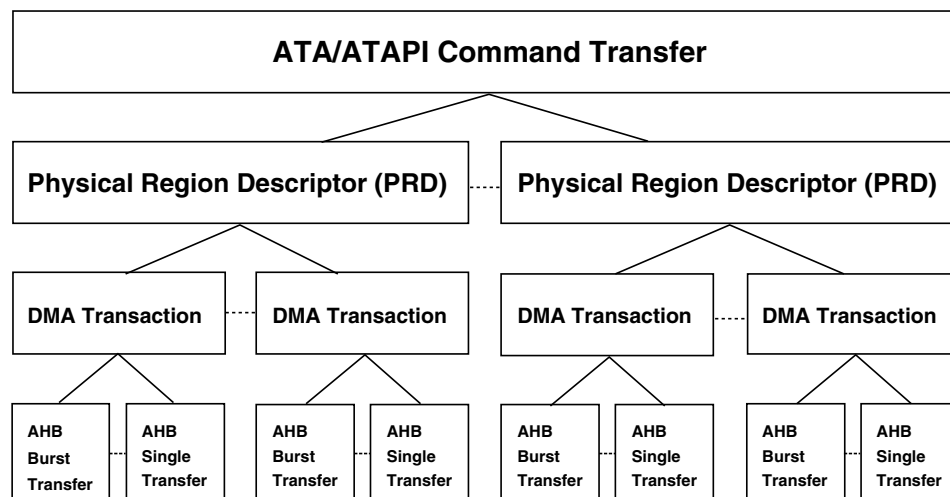 ATA/ATAPI Command Transfer
Physical Region Descriptor (PRD)
Physical Region Descriptor (PRD)
DMA Transaction
DMA Transaction
DMA Transaction
DMA Transaction
AHB
Burst
Transfer
AHB
Single
Transfer
AHB
Burst
Transfer
AHB
Single
Transfer
AHB
Burst
Transfer
AHB
Single
Transfer
AHB
Burst
Transfer
AHB
Single
Transfer